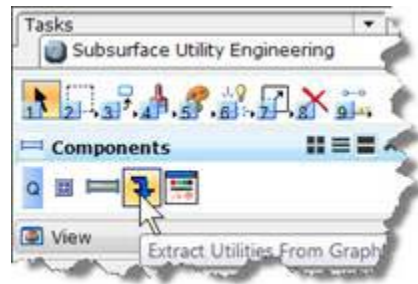 Tasks
Subsurface Utility Engineering
1 2 3 4 5 6 7 8 9
Components
Q
View
Extract Utilities From Graph